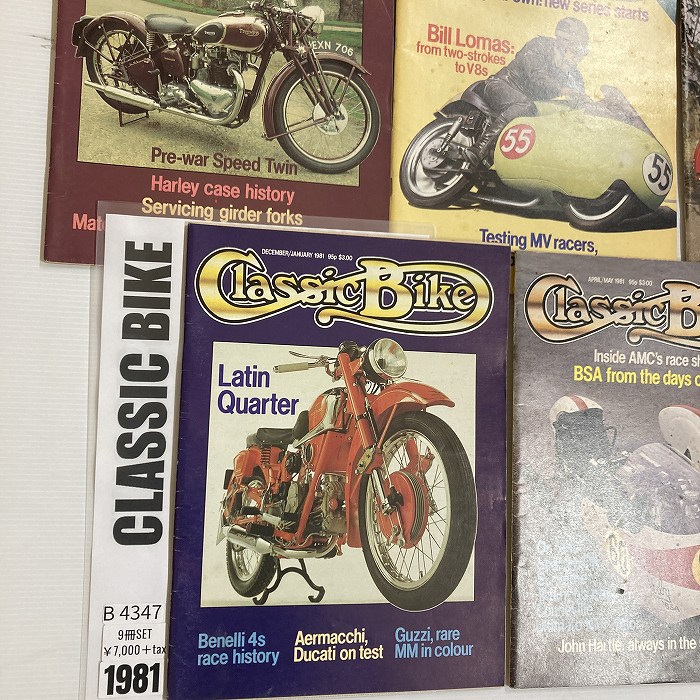 EXN 706
Pre-war Speed Twin
Harley case history
Servicing girder forks
new series starts
Bill Lomas:
from two-strokes
to V8s
55
55
Testing MV racers,
CLASSIC BIKE
B 4347
9冊SET
¥7,000+tax
1981
DECEMBER/JANUARY 1981 95p $3.00
Classic Bike
Latin
Quarter
Benelli 4s
race history
Aermacchi,
Ducati on test
Guzzi, rare
MM in colour
APRIL/MAY 1981 95p $3.00
Classic
Inside AMC's race
BSA from the days
John Hartle, always in the